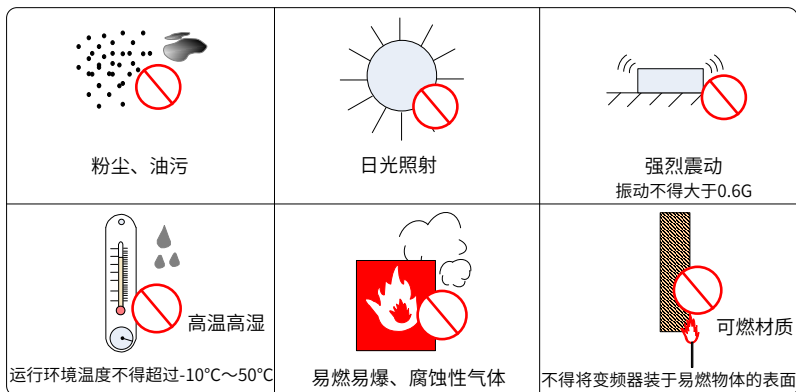 粉尘、油污
日光照射
强烈震动
振动不得大于0.6G
高温高湿
运行环境温度不得超过-10℃～50℃
易燃易爆、腐蚀性气体
可燃材质
不得将变频器装于易燃物体的表面